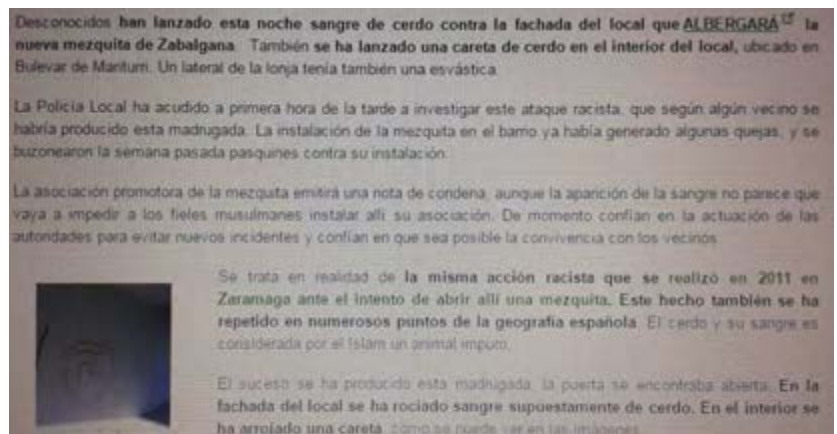 Desconocidos han lanzado esta noche sangre de cerdo contra la fachada del local que ALBERGARÁ la
nueva mezquita de Zabalgana. También se ha lanzado una careta de cerdo en el interior del local, ubicado en
Bulevar de Mariturri. Un lateral de la lonja tenía también una esvástica.
La Policía Local ha acudido a primera hora de la tarde a investigar este ataque racista, que según algún vecino se
habría producido esta madrugada. La instalación de la mezquita en el barrio ya había generado algunas quejas, y se
buzonearon la semana pasada pasquines contra su instalación.
La asociación promotora de la mezquita emitirá una nota de condena, aunque la aparición de la sangre no parece que
vaya a impedir a los fieles musulmanes instalar allí su asociación. De momento confían en la actuación de las
autoridades para evitar nuevos incidentes y confían en que sea posible la convivencia con los vecinos
Se trata en realidad de la misma acción racista que se realizó en 2011 en
Zaramaga ante el intento de abrir allí una mezquita. Este hecho también se ha
repetido en numerosos puntos de la geografía española. El cerdo y su sangre es
considerada por el Islam un animal impuro.
El suceso se ha producido esta madrugada, la puerta se encontraba abierta. En la
fachada del local se ha rociado sangre supuestamente de cerdo. En el interior se
ha arrojado una careta, como se puede ver en las imágenes